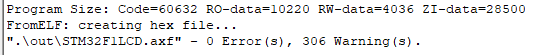 Program Size: Code=60632 RO-data=10220 RW-data=4036 ZI-data=28500
FromELF: creating hex file...
".\out\STM32F1LCD.axf" - 0 Error(s), 306 Warning(s).